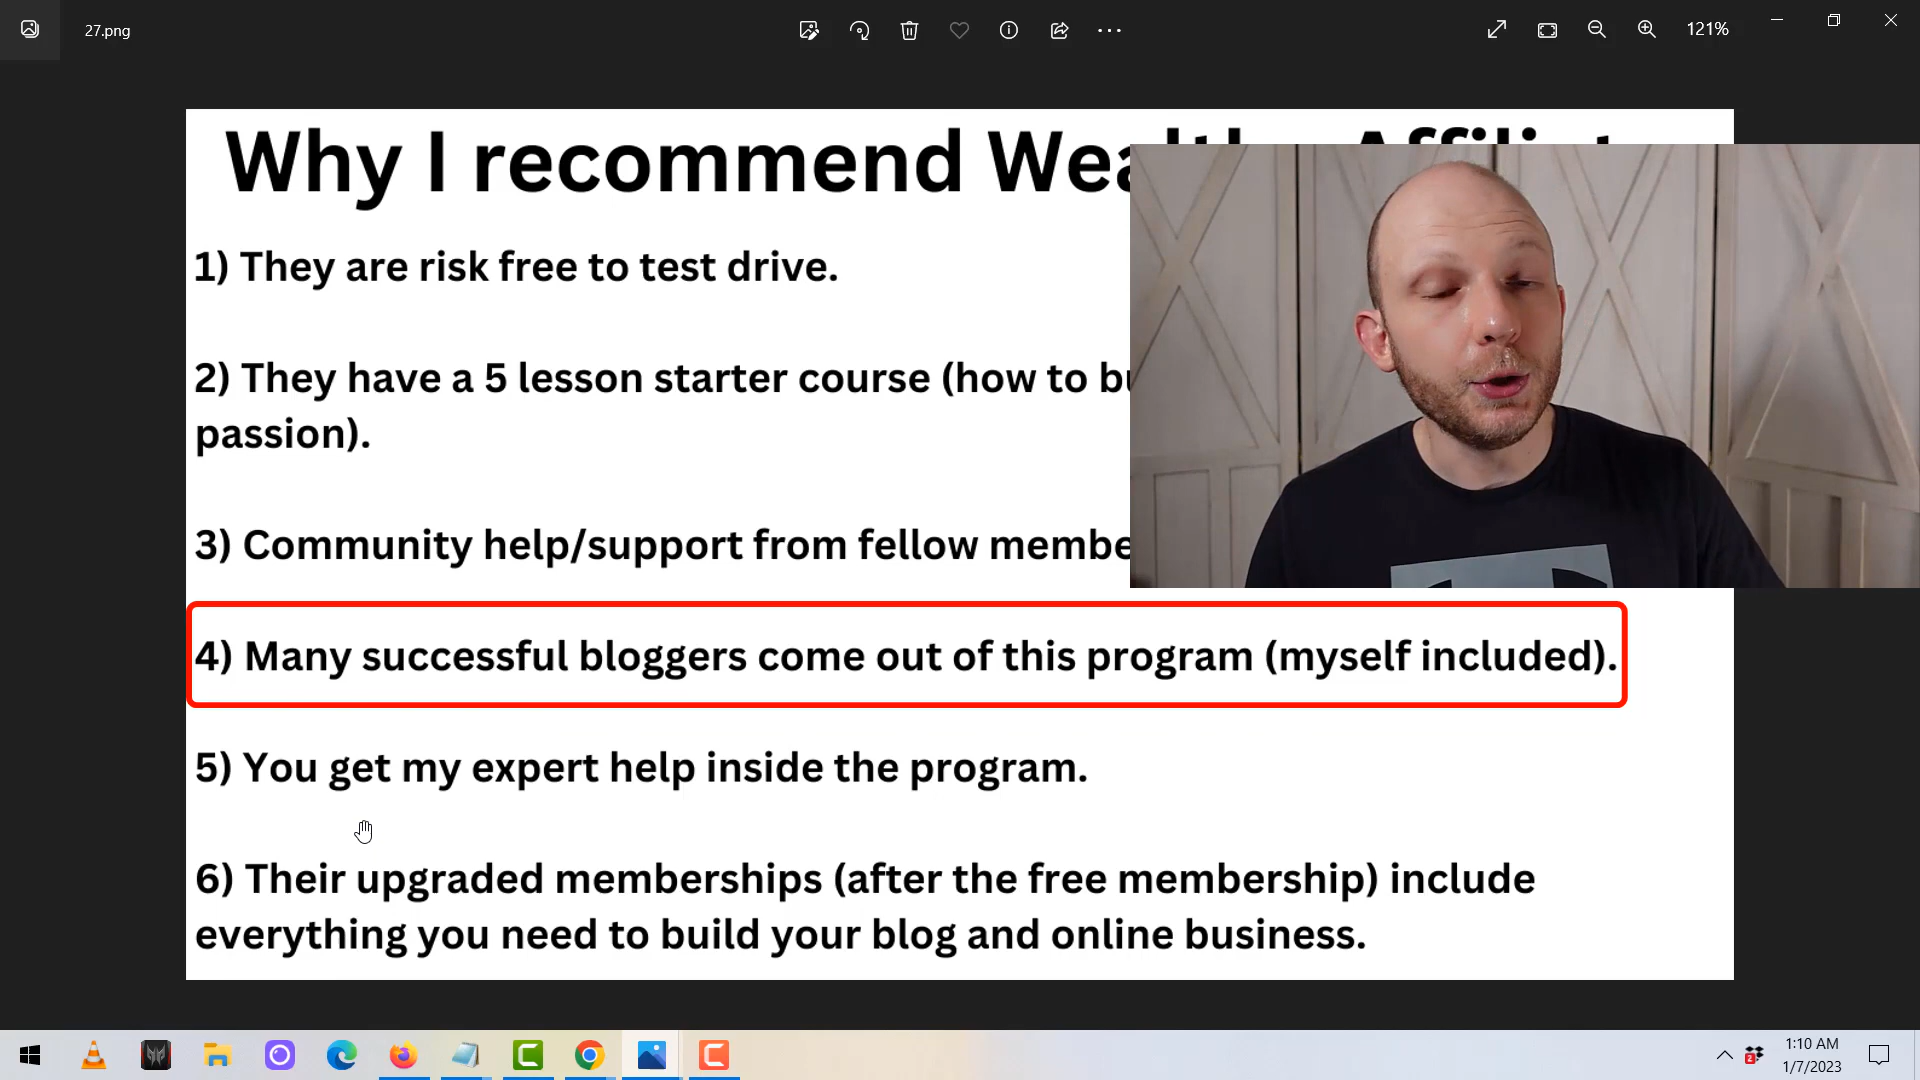 27.png
121%
Why I recommend
1) They are risk free to test drive.
2) They have a 5 lesson starter course (how to
passion).
3) Community help/support from fellow
4) Many successful bloggers come out of this program (myself included).
5) You get my expert help inside the program.
6) Their upgraded memberships (after the free membership) include
everything you need to build your blog and online business.
2
1:10 AM
1/7/2023